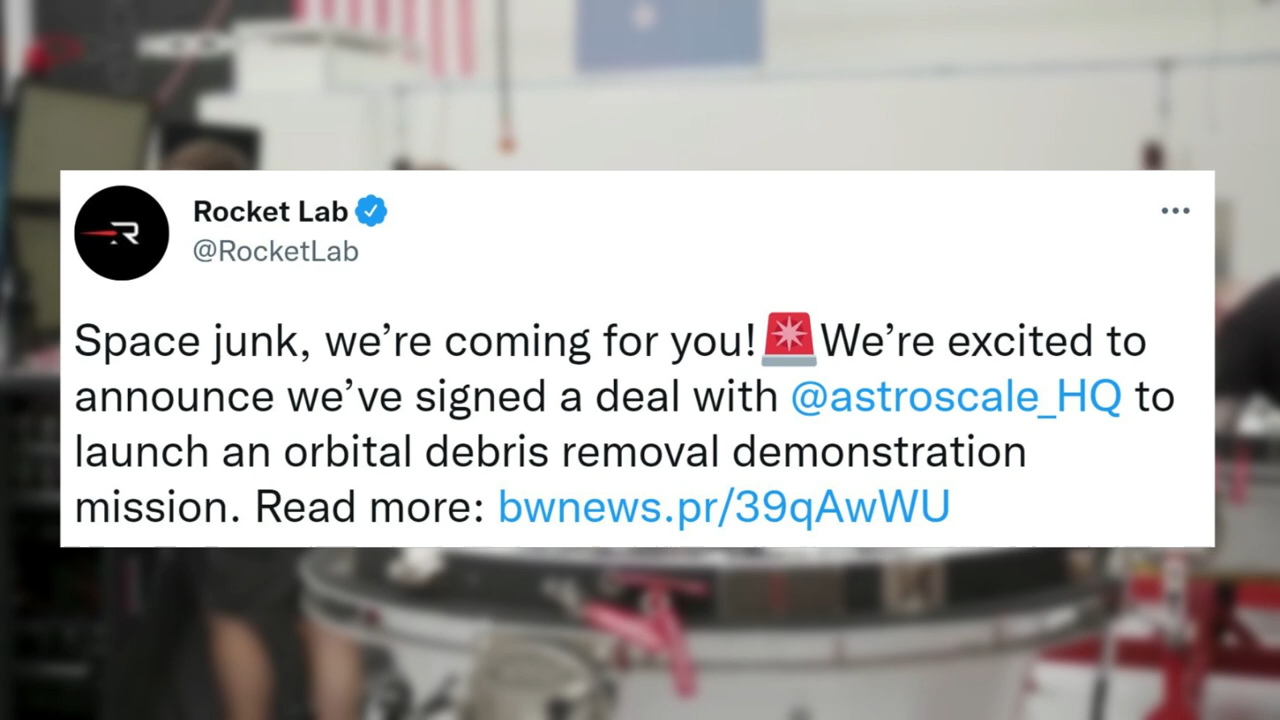 Rocket Lab
@RocketLab
Space junk, we’re coming for you!🚨We’re excited to
announce we’ve signed a deal with @astroscale_HQ to
launch an orbital debris removal demonstration
mission. Read more: bwnews.pr/39qAwWU